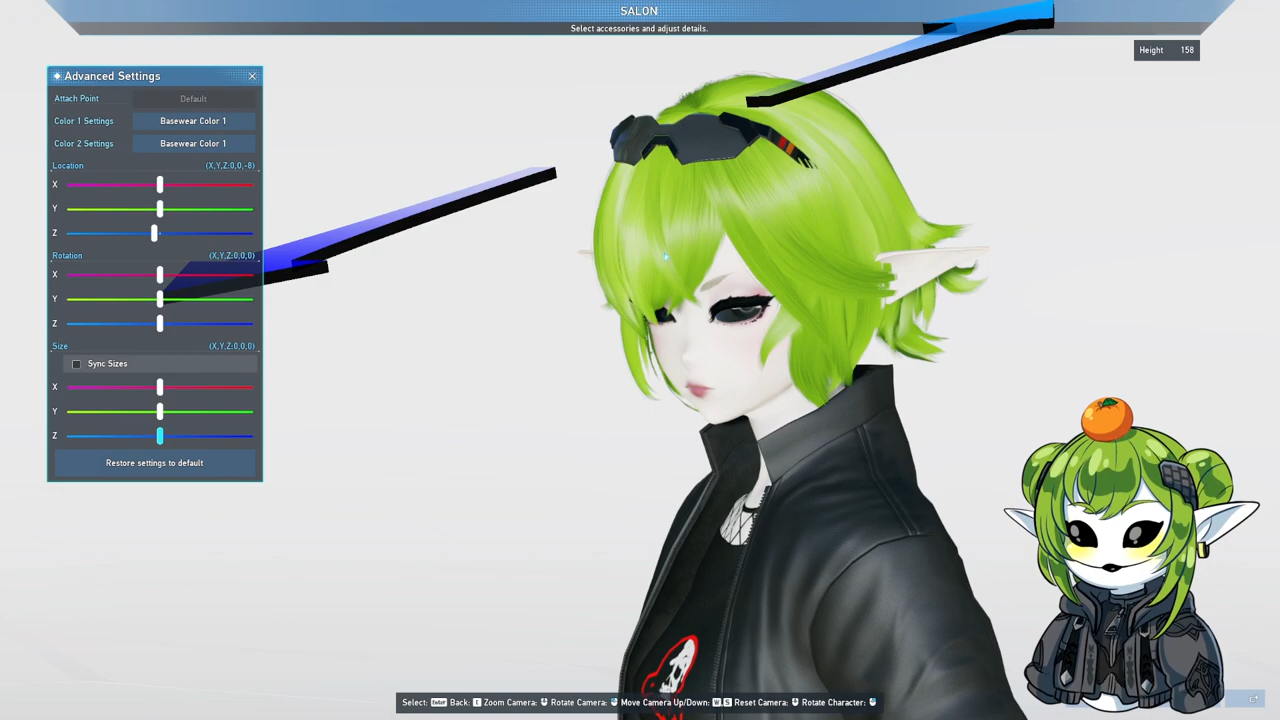 SALON
Select accessories and adjust details.
Height 158
Advanced Settings
Attach Point Default
Color 1 Settings Basewear Color 1
Color 2 Settings Basewear Color 1
Location (X,Y,Z:0,0,-8)
X
Y
Z
Rotation (X,Y,Z:0,0,0)
X
Y
Z
Size (X,Y,Z:0,0,0)
Sync Sizes
X
Y
Z
Restore settings to default
Select: Enter Back: E Zoom Camera: Rotate Camera: Move Camera Up/Down: W, S Reset Camera: Rotate Character: